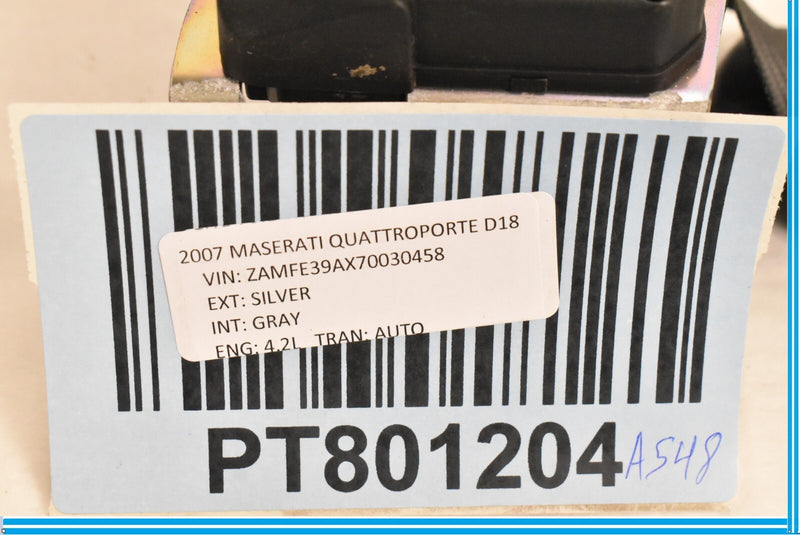 2007 MASERATI QUATTROPORTE D18
VIN: ZAMFE39AX70030458
EXT: SILVER
INT: GRAY
ENG: 4.2L TRAN: AUTO
PT801204 A548